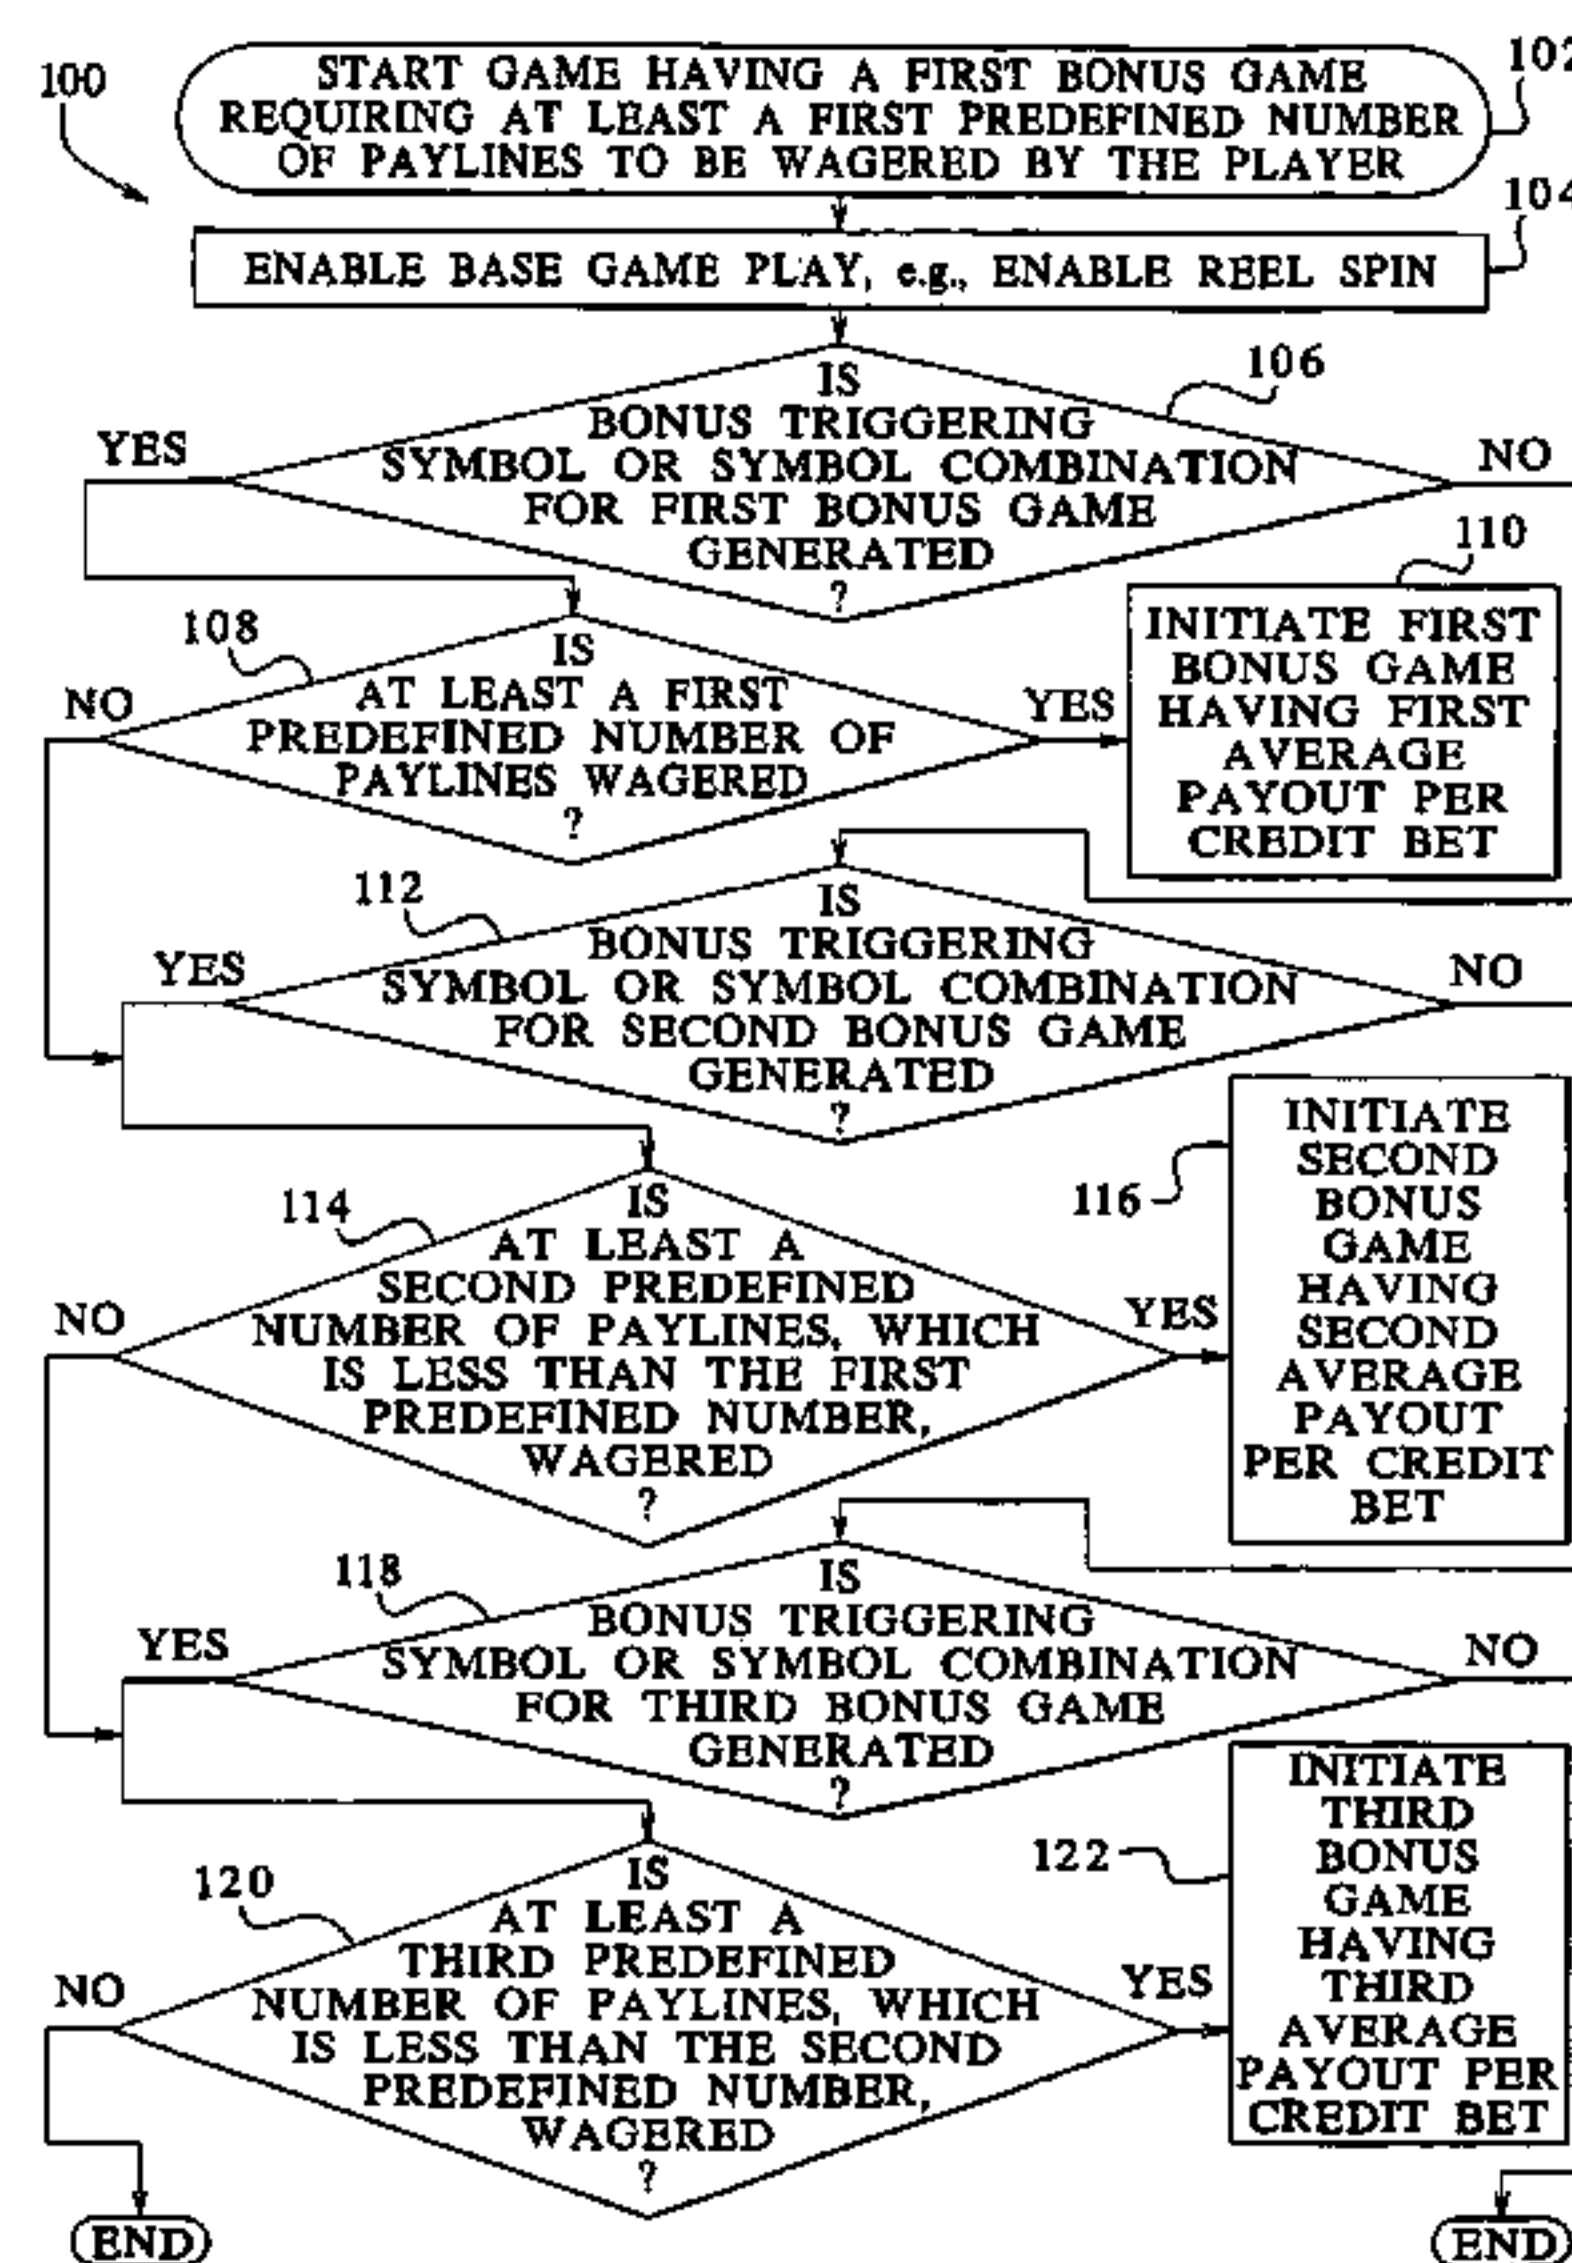 100
START GAME HAVING A FIRST BONUS GAME
REQUIRING AT LEAST A FIRST PREDEFINED NUMBER
OF PAYLINES TO BE WAGERED BY THE PLAYER
102
104
ENABLE BASE GAME PLAY, e.g., ENABLE REEL SPIN
106
IS
BONUS TRIGGERING
SYMBOL OR SYMBOL COMBINATION
FOR FIRST BONUS GAME
GENERATED
?
YES
NO
108
IS
AT LEAST A FIRST
PREDEFINED NUMBER OF
PAYLINES WAGERED
?
NO
YES
110
INITIATE FIRST
BONUS GAME
HAVING FIRST
AVERAGE
PAYOUT PER
CREDIT BET
112
IS
BONUS TRIGGERING
SYMBOL OR SYMBOL COMBINATION
FOR SECOND BONUS GAME
GENERATED
?
YES
NO
114
IS
AT LEAST A
SECOND PREDEFINED
NUMBER OF PAYLINES, WHICH
IS LESS THAN THE FIRST
PREDEFINED NUMBER,
WAGERED
?
NO
YES
116
INITIATE
SECOND
BONUS
GAME
HAVING
SECOND
AVERAGE
PAYOUT
PER CREDIT
BET
118
IS
BONUS TRIGGERING
SYMBOL OR SYMBOL COMBINATION
FOR THIRD BONUS GAME
GENERATED
?
YES
NO
120
IS
AT LEAST A
THIRD PREDEFINED
NUMBER OF PAYLINES, WHICH
IS LESS THAN THE SECOND
PREDEFINED NUMBER,
WAGERED
?
NO
YES
122
INITIATE
THIRD
BONUS
GAME
HAVING
THIRD
AVERAGE
PAYOUT PER
CREDIT BET
END
END